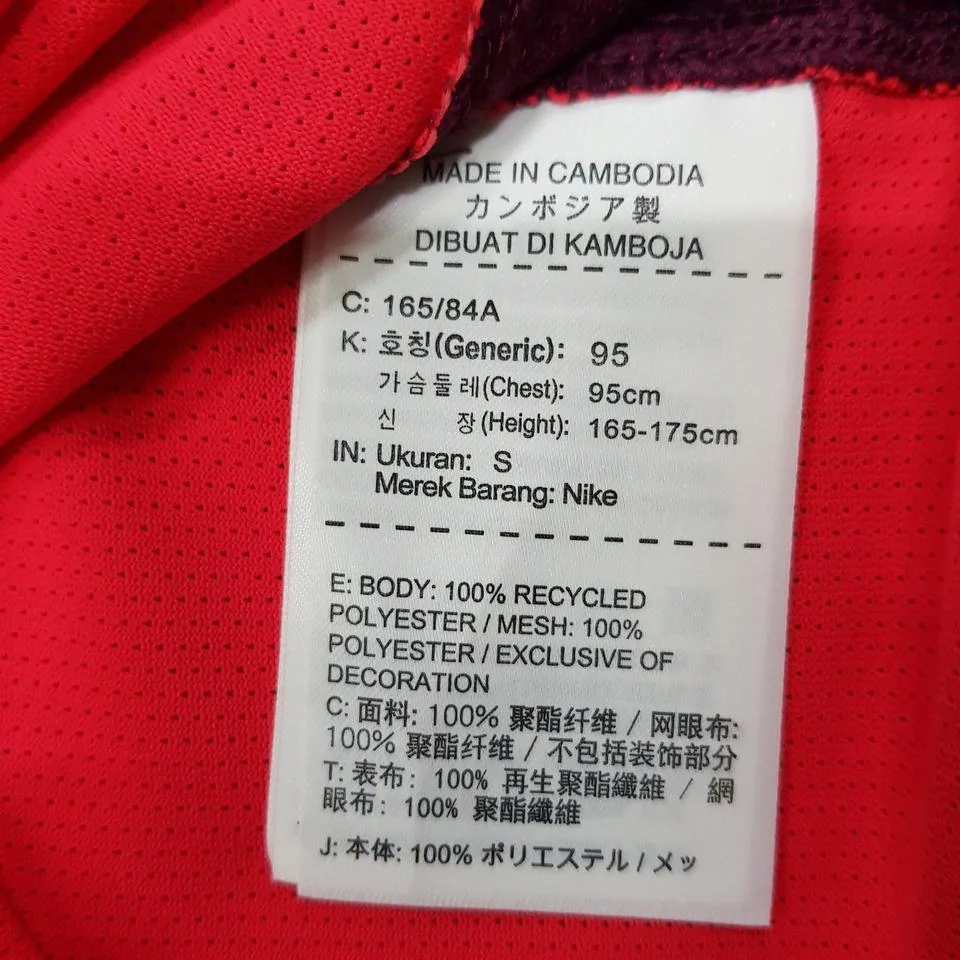 MADE IN CAMBODIA
カンボジア製
DIBUAT DI KAMBOJA
C: 165/84A
K: 호칭(Generic): 95
가슴둘레(Chest): 95cm
신 장(Height): 165-175cm
IN: Ukuran: S
Merek Barang: Nike
E: BODY: 100% RECYCLED
POLYESTER / MESH: 100%
POLYESTER / EXCLUSIVE OF
DECORATION
C: 面料: 100% 聚酯纤维 / 网眼布:
100% 聚酯纤维 / 不包括装饰部分
T: 表布: 100% 再生聚酯纖維 / 網
眼布: 100% 聚酯纖維
J: 本体: 100% ポリエステル / メッ